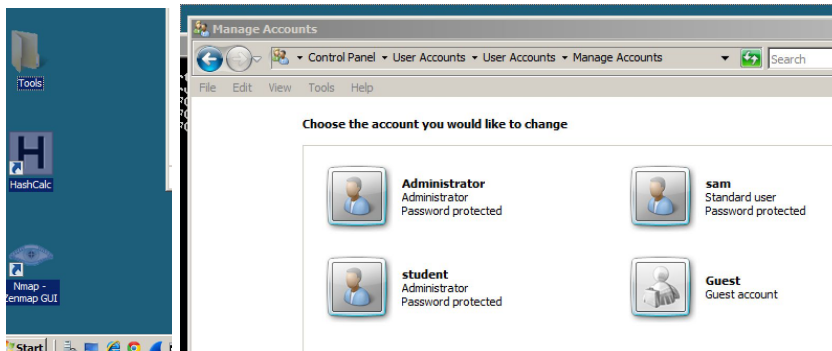 Tools
H
HashCalc
Nmap -
Zenmap GUI
Start
Manage Accounts
Control Panel
User Accounts
User Accounts
Manage Accounts
Search
File Edit View Tools Help
Choose the account you would like to change
Administrator
Administrator
Password protected
sam
Standard user
Password protected
student
Administrator
Password protected
Guest
Guest account